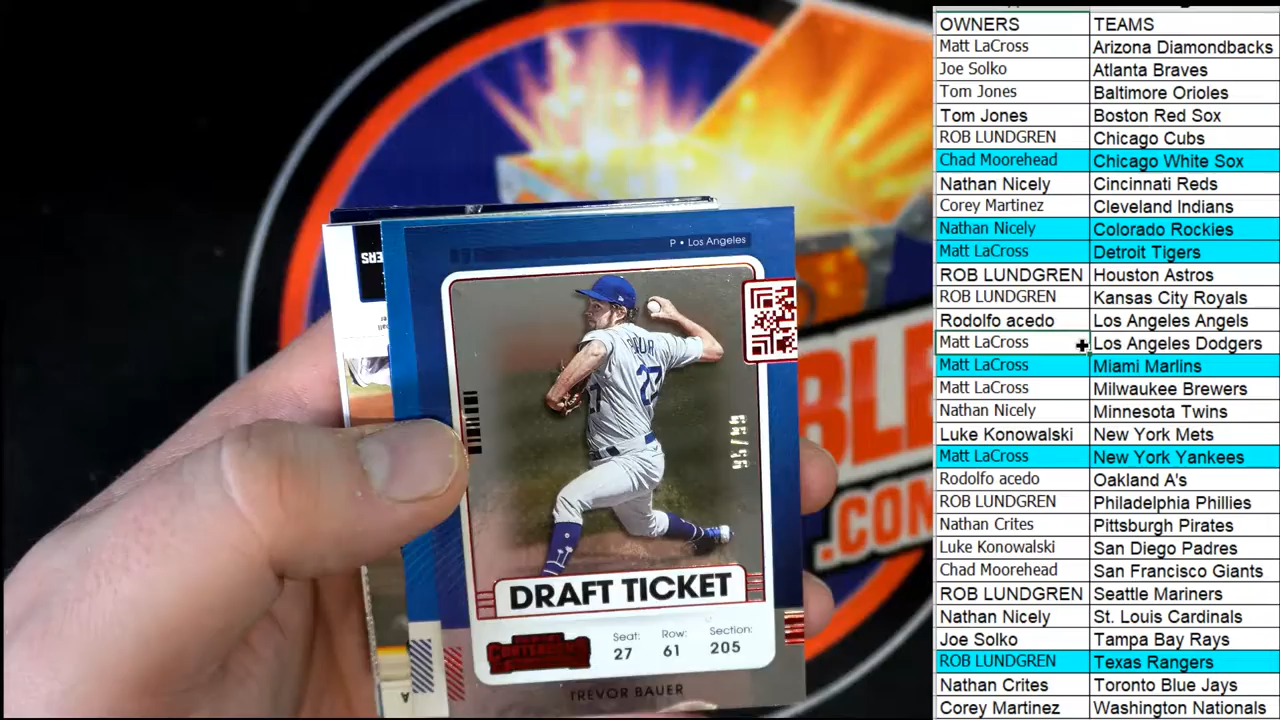 P • Los Angeles
BAUR
27
27
55/99
DRAFT TICKET
CONTENDERS
Seat: Row: Section:
27 61 205
TREVOR BAUER
A
BLE
.COM
OWNERS TEAMS
Matt LaCross Arizona Diamondbacks
Joe Solko Atlanta Braves
Tom Jones Baltimore Orioles
Tom Jones Boston Red Sox
ROB LUNDGREN Chicago Cubs
Chad Moorehead Chicago White Sox
Nathan Nicely Cincinnati Reds
Corey Martinez Cleveland Indians
Nathan Nicely Colorado Rockies
Matt LaCross Detroit Tigers
ROB LUNDGREN Houston Astros
ROB LUNDGREN Kansas City Royals
Rodolfo acedo Los Angeles Angels
Matt LaCross Los Angeles Dodgers
Matt LaCross Miami Marlins
Matt LaCross Milwaukee Brewers
Nathan Nicely Minnesota Twins
Luke Konowalski New York Mets
Matt LaCross New York Yankees
Rodolfo acedo Oakland A's
ROB LUNDGREN Philadelphia Phillies
Nathan Crites Pittsburgh Pirates
Luke Konowalski San Diego Padres
Chad Moorehead San Francisco Giants
ROB LUNDGREN Seattle Mariners
Nathan Nicely St. Louis Cardinals
Joe Solko Tampa Bay Rays
ROB LUNDGREN Texas Rangers
Nathan Crites Toronto Blue Jays
Corey Martinez Washington Nationals